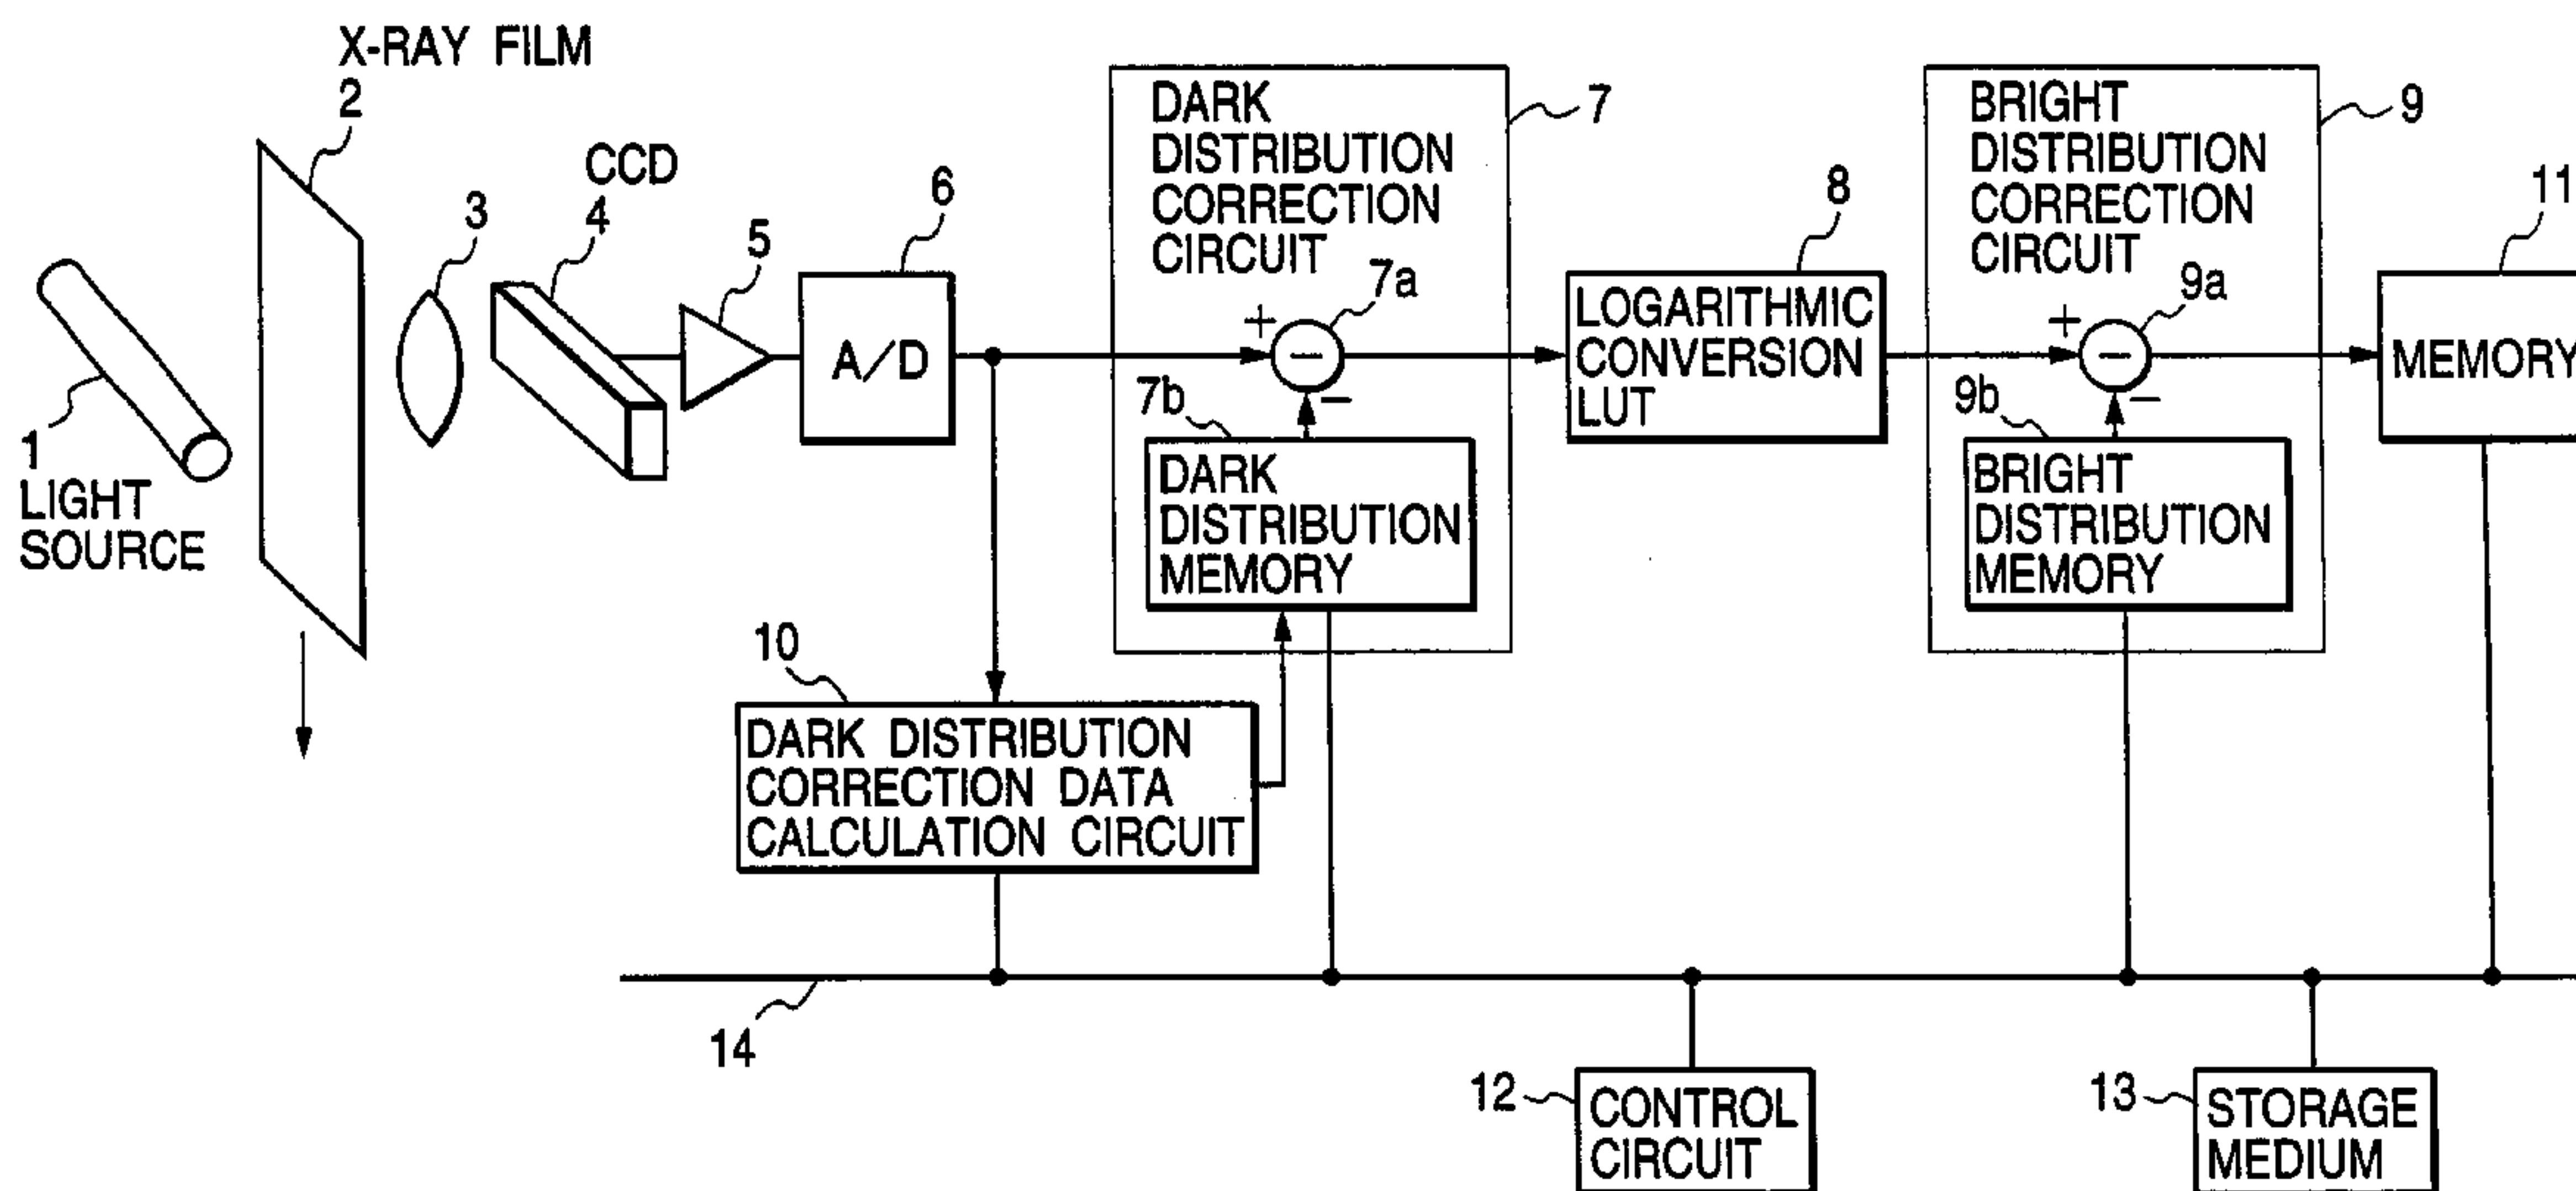 X-RAY FILM
2
CCD
4
3
5
6
1
LIGHT
SOURCE
A/D
DARK
DISTRIBUTION
CORRECTION
CIRCUIT
7
+
7a
−
−
7b
DARK
DISTRIBUTION
MEMORY
8
LOGARITHMIC
CONVERSION
LUT
BRIGHT
DISTRIBUTION
CORRECTION
CIRCUIT
9
+
9a
−
−
9b
BRIGHT
DISTRIBUTION
MEMORY
11
MEMORY
10
DARK DISTRIBUTION
CORRECTION DATA
CALCULATION CIRCUIT
14
12
CONTROL
CIRCUIT
13
STORAGE
MEDIUM